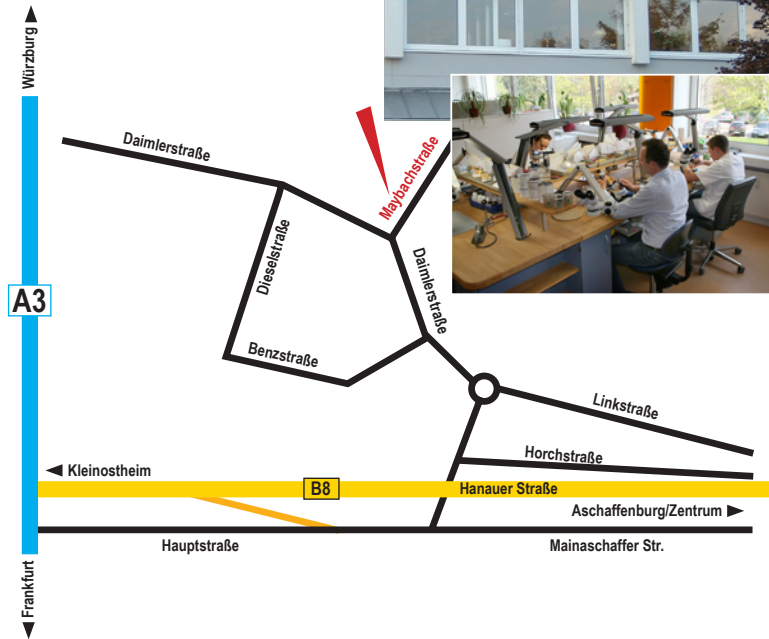 Würzburg
Daimlerstraße
Maybachstraße
Dieselstraße
Daimlerstraße
A3
Benzstraße
Linkstraße
Horchstraße
Kleinostheim
B8
Hanauer Straße
Aschaffenburg/Zentrum
Hauptstraße
Mainaschaffer Str.
Frankfurt